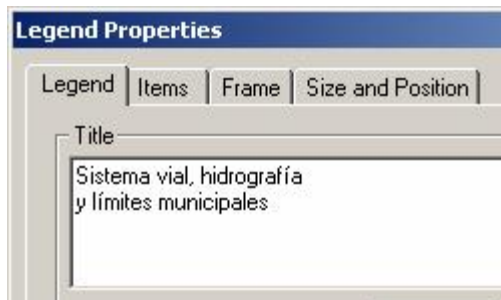 Legend Properties
Legend Items Frame Size and Position
Title
Sistema vial, hidrografía
y límites municipales